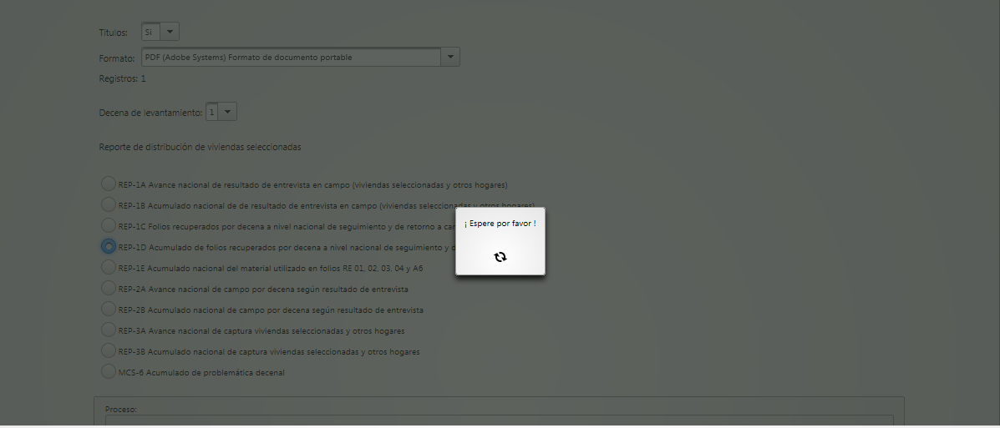 Títulos: Si
Formato: PDF (Adobe Systems) Formato de documento portable
Registros: 1
Decena de levantamiento: 1
Reporte de distribución de viviendas seleccionadas
REP-1A Avance nacional de resultado de entrevista en campo (viviendas seleccionadas y otros hogares)
REP-1B Acumulado nacional de de resultado de entrevista en campo (viviendas seleccionadas y otros hogares)
REP-1C Folios recuperados por decena a nivel nacional de seguimiento y de retorno a
REP-1D Acumulado de folios recuperados por decena a nivel nacional de seguimiento y
REP-1E Acumulado nacional del material utilizado en folios RE 01, 02, 03, 04 y A6
REP-2A Avance nacional de campo por decena según resultado de entrevista
REP-2B Acumulado nacional de campo por decena según resultado de entrevista
REP-3A Avance nacional de captura viviendas seleccionadas y otros hogares
REP-3B Acumulado nacional de captura viviendas seleccionadas y otros hogares
MCS-6 Acumulado de problemática decenal
Proceso:
¡ Espere por favor !